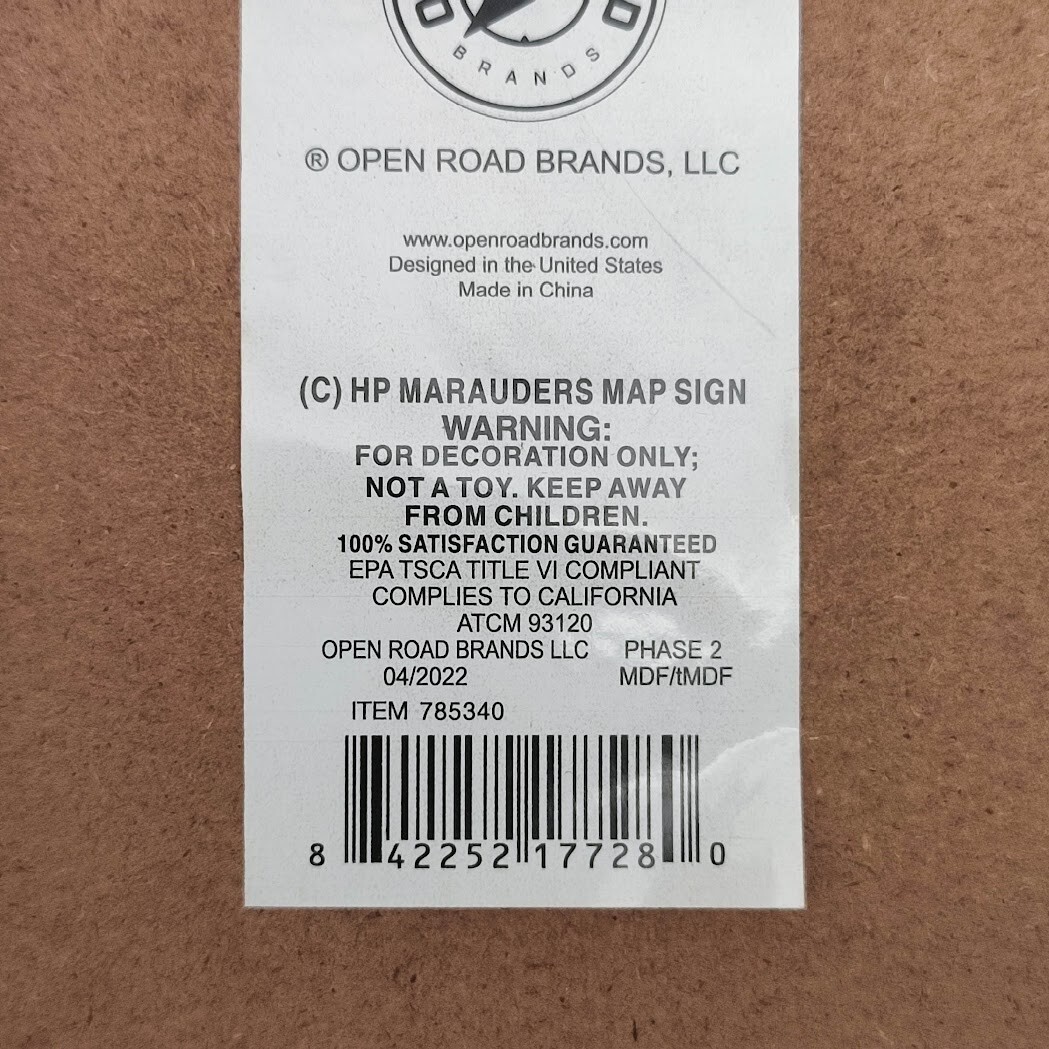 BRANDS
® OPEN ROAD BRANDS, LLC
www.openroadbrands.com
Designed in the United States
Made in China
(C) HP MARAUDERS MAP SIGN
WARNING:
FOR DECORATION ONLY;
NOT A TOY. KEEP AWAY
FROM CHILDREN.
100% SATISFACTION GUARANTEED
EPA TSCA TITLE VI COMPLIANT
COMPLIES TO CALIFORNIA
ATCM 93120
OPEN ROAD BRANDS LLC PHASE 2
04/2022 MDF/tMDF
ITEM 785340
8 42252 17728 0